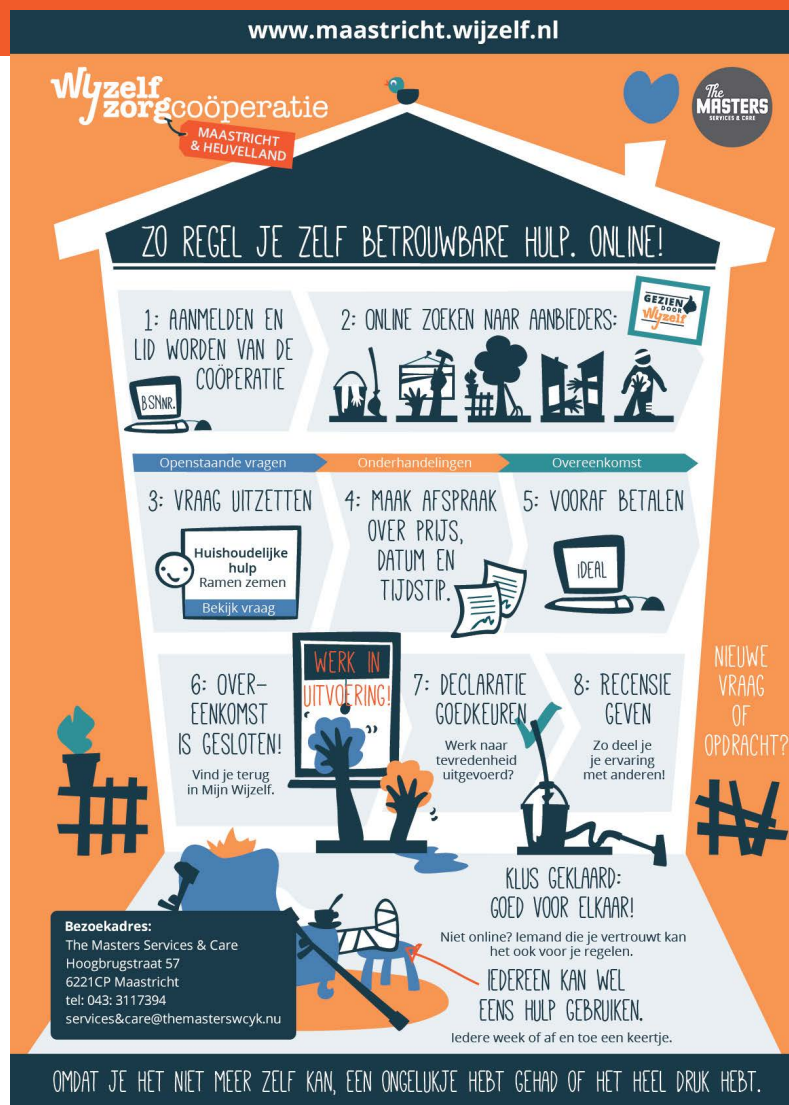 www.maastricht.wijzelf.nl
Wijzelf
zorgcoöperatie
MAASTRICHT
& HEUVELLAND
The
MASTERS
SERVICES & CARE
ZO REGEL JE ZELF BETROUWBARE HULP. ONLINE!
1: AANMELDEN EN
LID WORDEN VAN DE
COÖPERATIE
BSNNR.
2: ONLINE ZOEKEN NAAR AANBIEDERS:
GEZIEN
DOOR
Wijzelf
Openstaande vragen
Onderhandelingen
Overeenkomst
3: VRAAG UITZETTEN
Huishoudelijke
hulp
Ramen zemen
Bekijk vraag
4: MAAK AFSPRAAK
OVER PRIJS,
DATUM EN
TIJDSTIP.
5: VOORAF BETALEN
iDEAL
6: OVER-
EENKOMST
IS GESLOTEN!
Vind je terug
in Mijn Wijzelf.
WERK IN
UITVOERING!
7: DECLARATIE
GOEDKEUREN
Werk naar
tevredenheid
uitgevoerd?
8: RECENSIE
GEVEN
Zo deel je
je ervaring
met anderen!
NIEUWE
VRAAG
OF
OPDRACHT?
KLUS GEKLAARD:
GOED VOOR ELKAAR!
Niet online? Iemand die je vertrouwt kan
het ook voor je regelen.
IEDEREEN KAN WEL
EENS HULP GEBRUIKEN.
Iedere week of af en toe een keertje.
Bezoekadres:
The Masters Services & Care
Hoogbrugstraat 57
6221CP Maastricht
tel: 043: 3117394
services&care@themasterswcyk.nu
OMDAT JE HET NIET MEER ZELF KAN, EEN ONGELUKJE HEBT GEHAD OF HET HEEL DRUK HEBT.